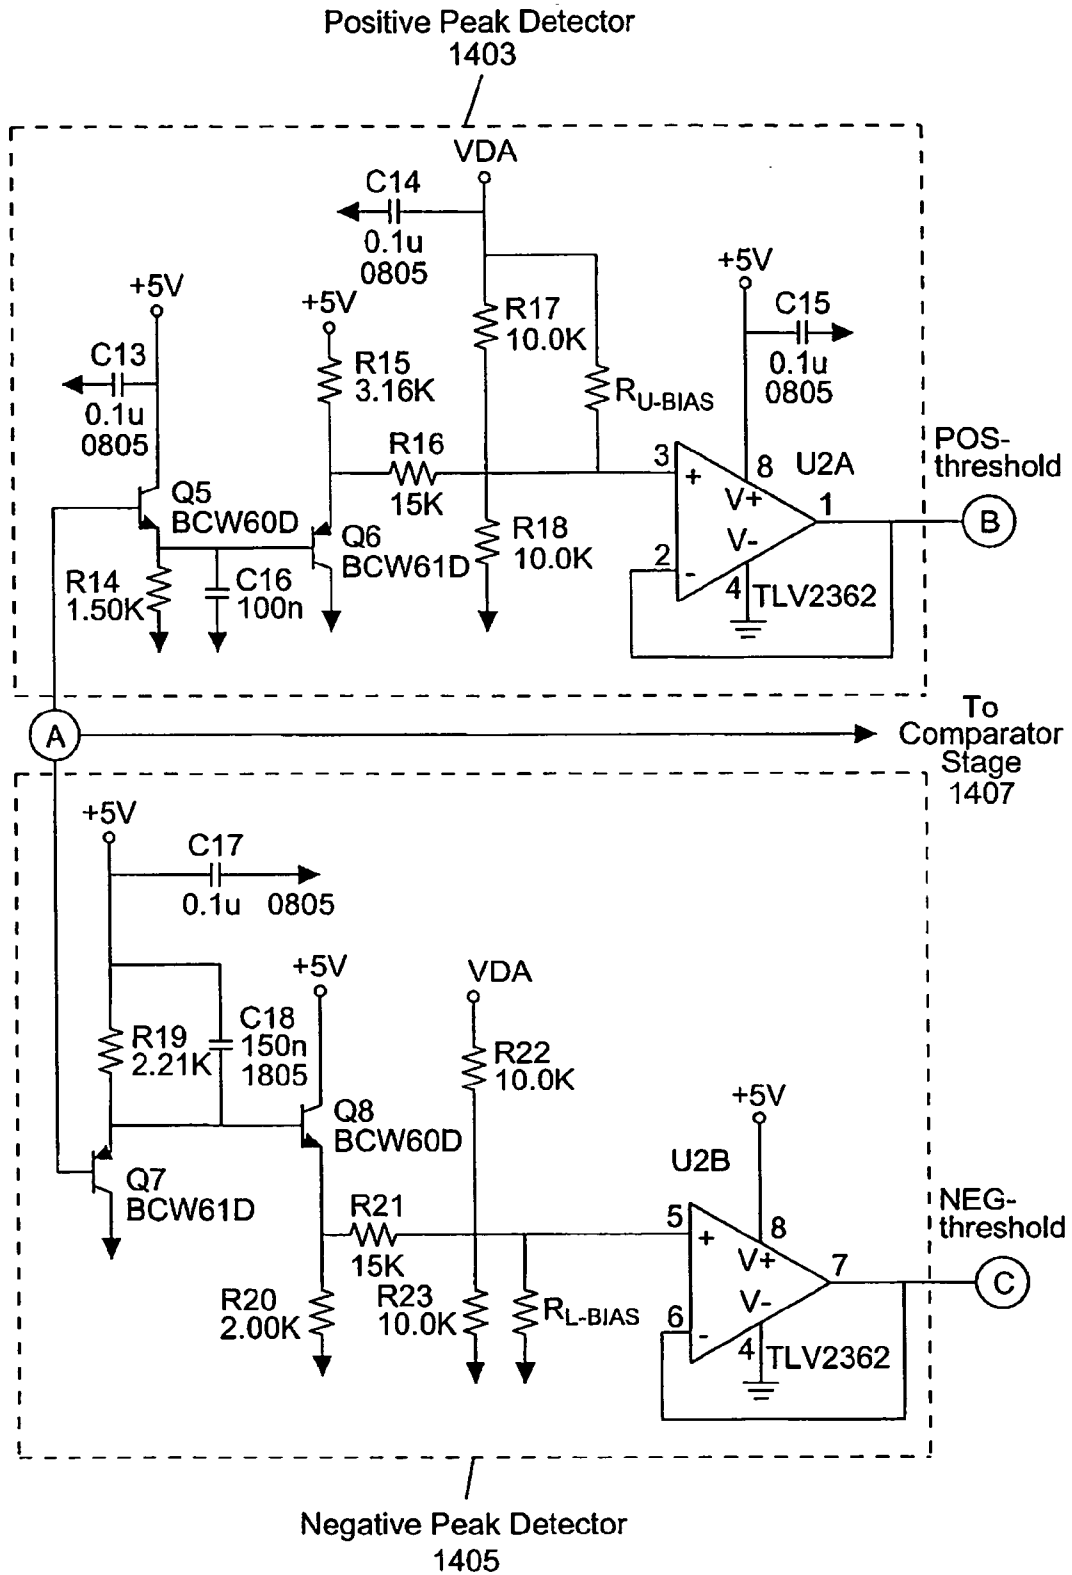 Positive Peak Detector
1403
VDA
C14
0.1u
0805
+5V
C13
0.1u
0805
+5V
R15
3.16K
R17
10.0K
R16
15K
RU-BIAS
+5V
C15
0.1u
0805
Q5
BCW60D
R14
1.50K
C16
100n
Q6
BCW61D
R18
10.0K
3
+
8
V+
V-
2
-
4
1
U2A
TLV2362
POS-
threshold
B
A
To
Comparator
Stage
1407
+5V
C17
0.1u 0805
R19
2.21K
C18
150n
1805
+5V
VDA
R22
10.0K
Q8
BCW60D
Q7
BCW61D
R21
15K
R20
2.00K
R23
10.0K
RL-BIAS
+5V
U2B
5
+
8
V+
V-
6
-
4
7
TLV2362
NEG-
threshold
C
Negative Peak Detector
1405